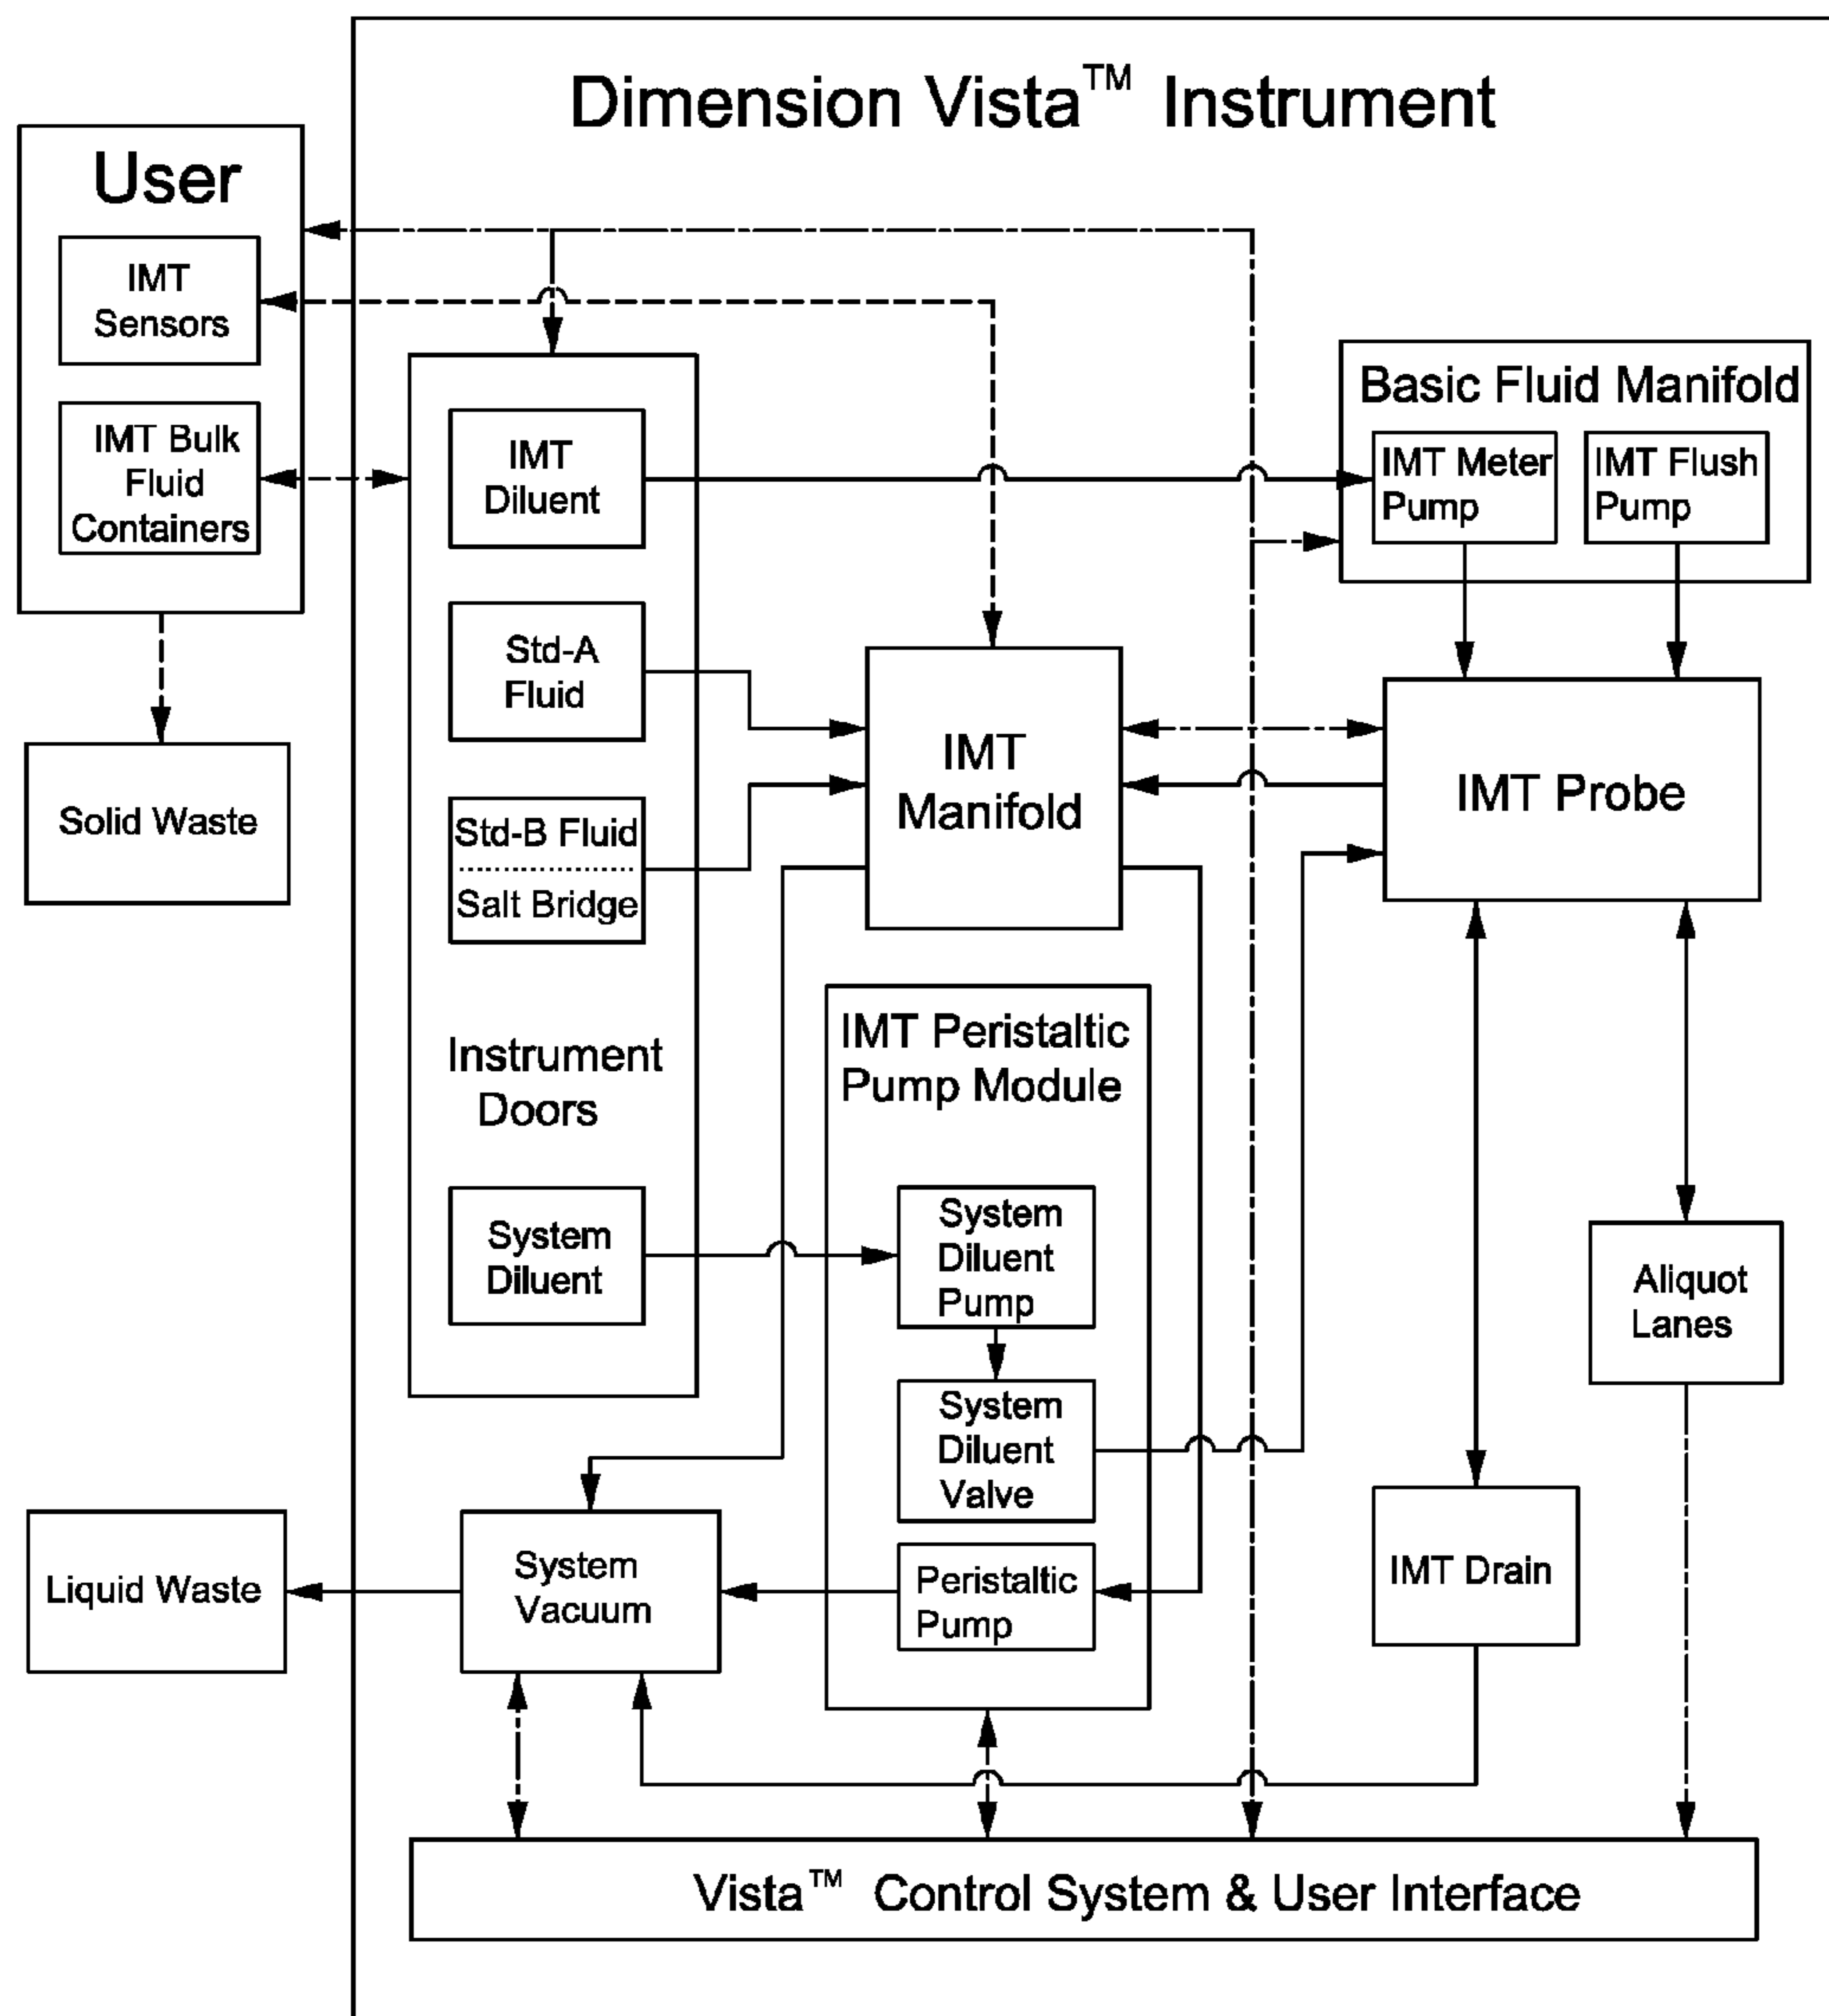 Dimension Vista™ Instrument
User
IMT
Sensors
IMT Bulk
Fluid
Containers
Solid Waste
Liquid Waste
IMT
Diluent
Std-A
Fluid
Std-B Fluid
Salt Bridge
Instrument
Doors
System
Diluent
System
Vacuum
IMT
Manifold
IMT Peristaltic
Pump Module
System
Diluent
Pump
System
Diluent
Valve
Peristaltic
Pump
Basic Fluid Manifold
IMT Meter
Pump
IMT Flush
Pump
IMT Probe
Aliquot
Lanes
IMT Drain
Vista™ Control System & User Interface